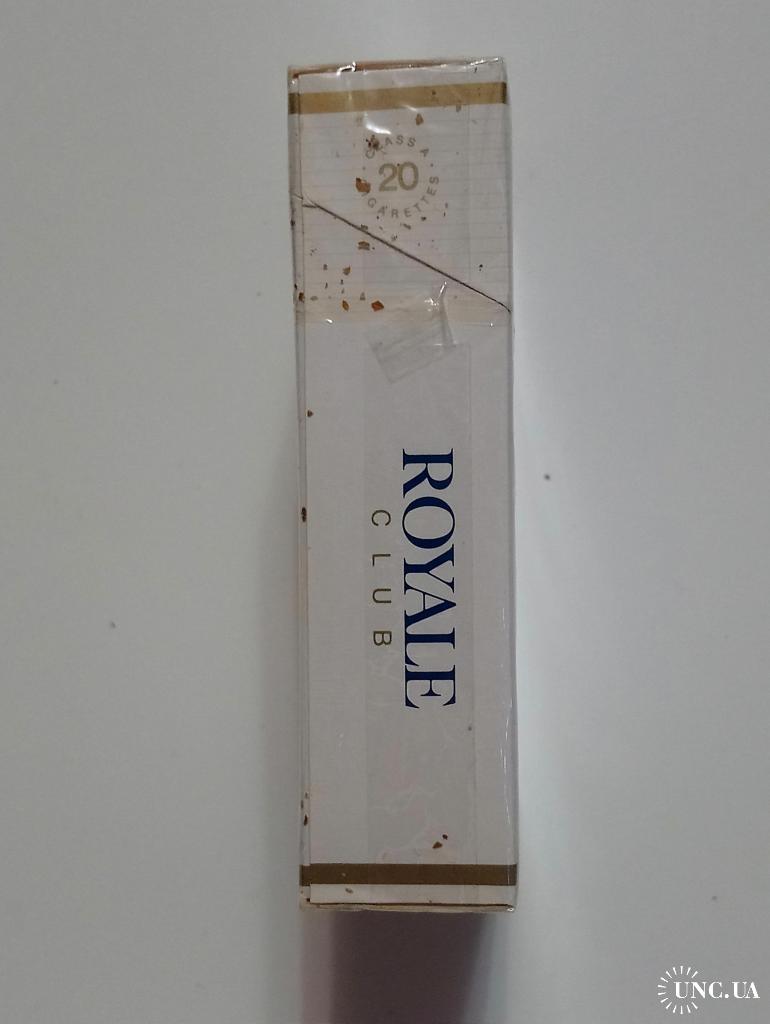 CLASS A
20
CIGARETTES
ROYALE
CLUB
UNC.UA